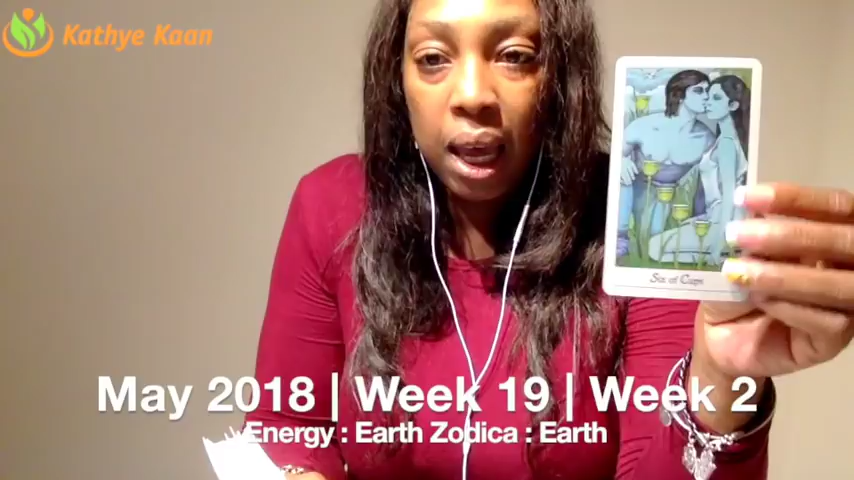 Kathye Kaan
Six of Cups
May 2018 | Week 19 | Week 2
Energy : Earth Zodica : Earth